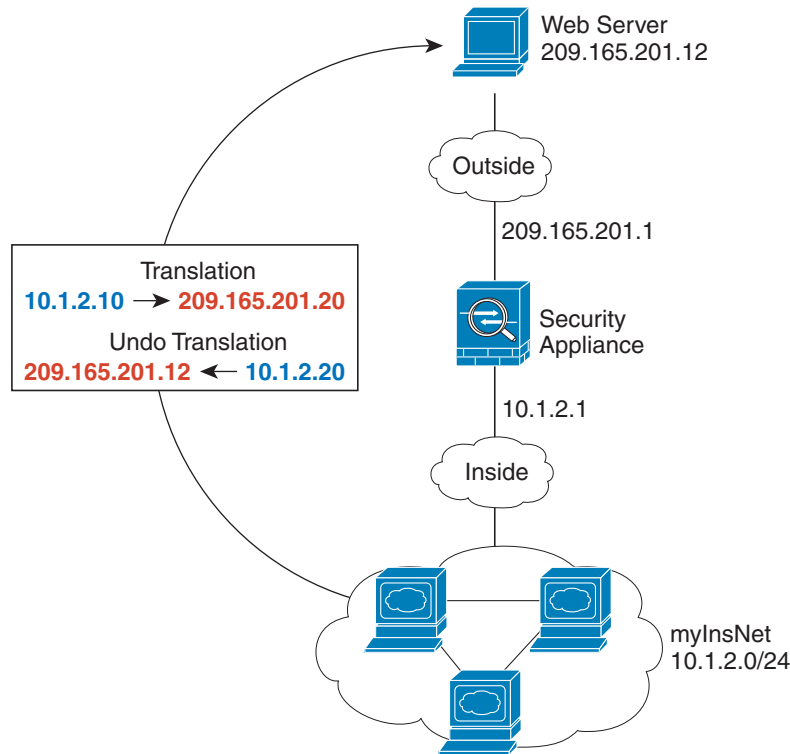 Web Server
209.165.201.12
Outside
209.165.201.1
Translation
10.1.2.10 → 209.165.201.20
Undo Translation
209.165.201.12 ← 10.1.2.20
Security
Appliance
10.1.2.1
Inside
myInsNet
10.1.2.0/24